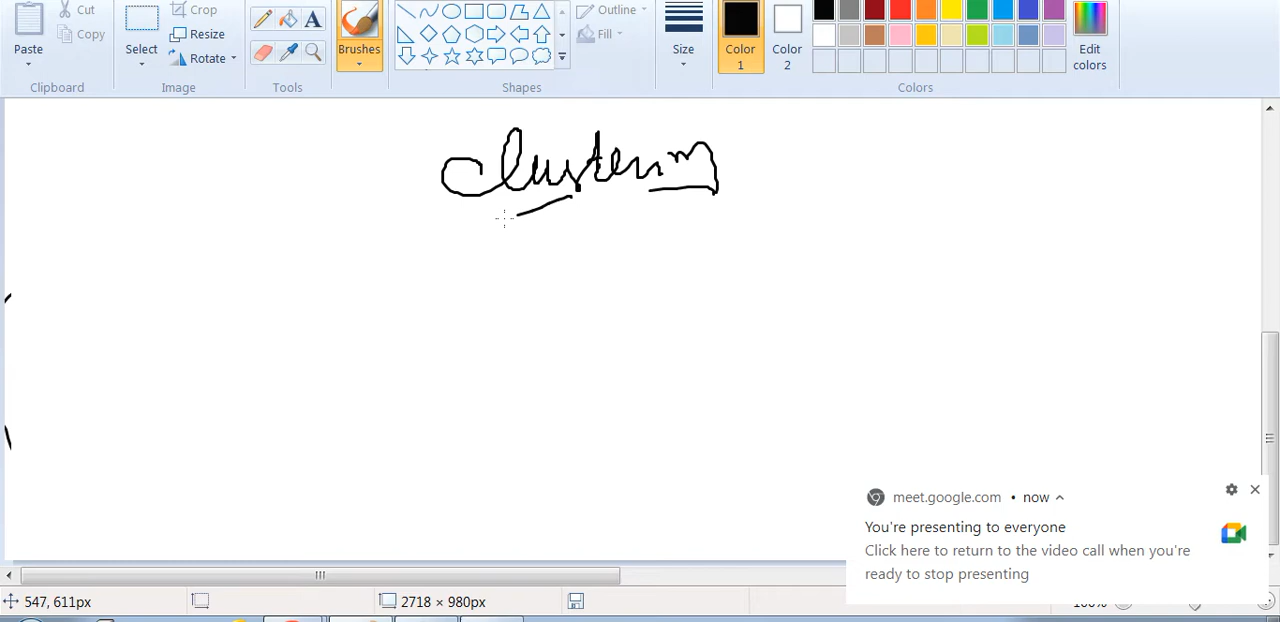 Cut
Copy
Paste
Clipboard
Select
Crop
Resize
Rotate
Image
Tools
Brushes
Shapes
Outline
Fill
Size
Color 1
Color 2
Edit colors
Colors
Clustering
meet.google.com • now
You're presenting to everyone
Click here to return to the video call when you're
ready to stop presenting
547, 611px
2718 × 980px
100%